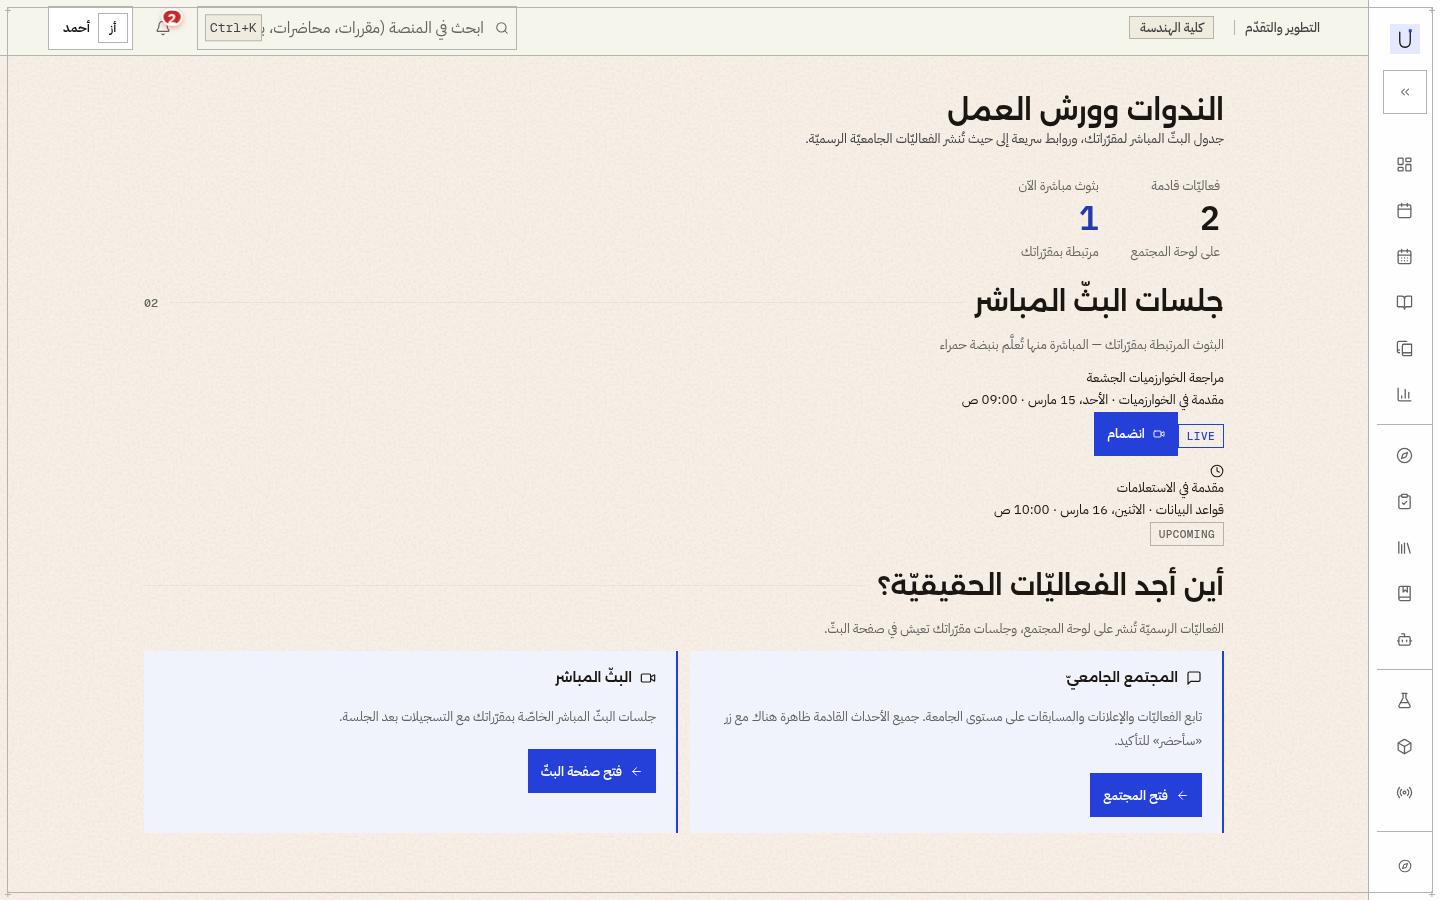 التطوير والتقدّم
كلية الهندسة
ابحث في المنصة (مقررات، محاضرات، ب
Ctrl+K
2
أز
أحمد
الندوات وورش العمل
جدول البثّ المباشر لمقرّراتك، وروابط سريعة إلى حيث تُنشر الفعاليّات الجامعيّة الرسميّة.
فعاليّات قادمة
2
على لوحة المجتمع
بثوث مباشرة الآن
1
مرتبطة بمقرّراتك
جلسات البثّ المباشر
02
البثوث المرتبطة بمقرّراتك — المباشرة منها تُعلَّم بنبضة حمراء
مراجعة الخوارزميات الجشعة
مقدمة في الخوارزميات · الأحد، 15 مارس · 09:00 ص
LIVE
انضمام
مقدمة في الاستعلامات
قواعد البيانات · الاثنين، 16 مارس · 10:00 ص
UPCOMING
أين أجد الفعاليّات الحقيقيّة؟
الفعاليّات الرسميّة تُنشر على لوحة المجتمع، وجلسات مقرّراتك تعيش في صفحة البثّ.
المجتمع الجامعيّ
تابع الفعاليّات والإعلانات والمسابقات على مستوى الجامعة. جميع الأحداث القادمة ظاهرة هناك مع زر
«سأحضر» للتأكيد.
فتح المجتمع
البثّ المباشر
جلسات البثّ المباشر الخاصّة بمقرّراتك مع التسجيلات بعد الجلسة.
فتح صفحة البثّ